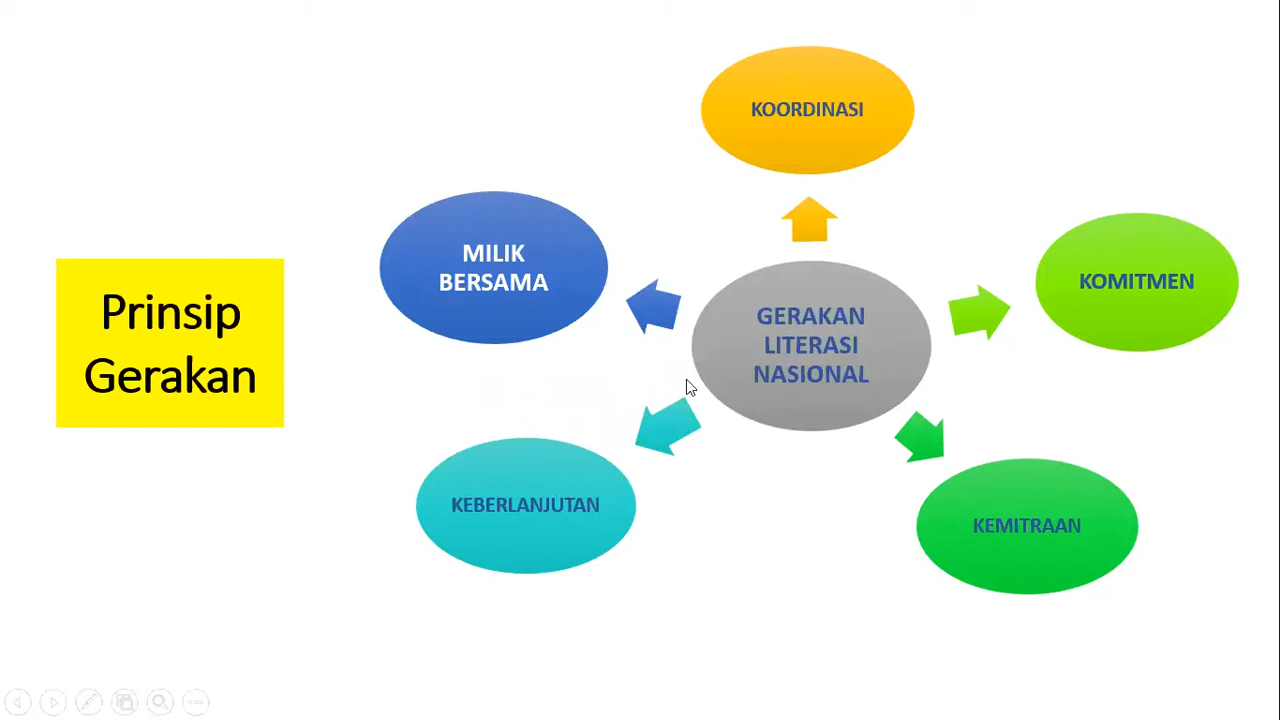 Prinsip
Gerakan
KOORDINASI
MILIK
BERSAMA
KOMITMEN
GERAKAN
LITERASI
NASIONAL
KEBERLANJUTAN
KEMITRAAN